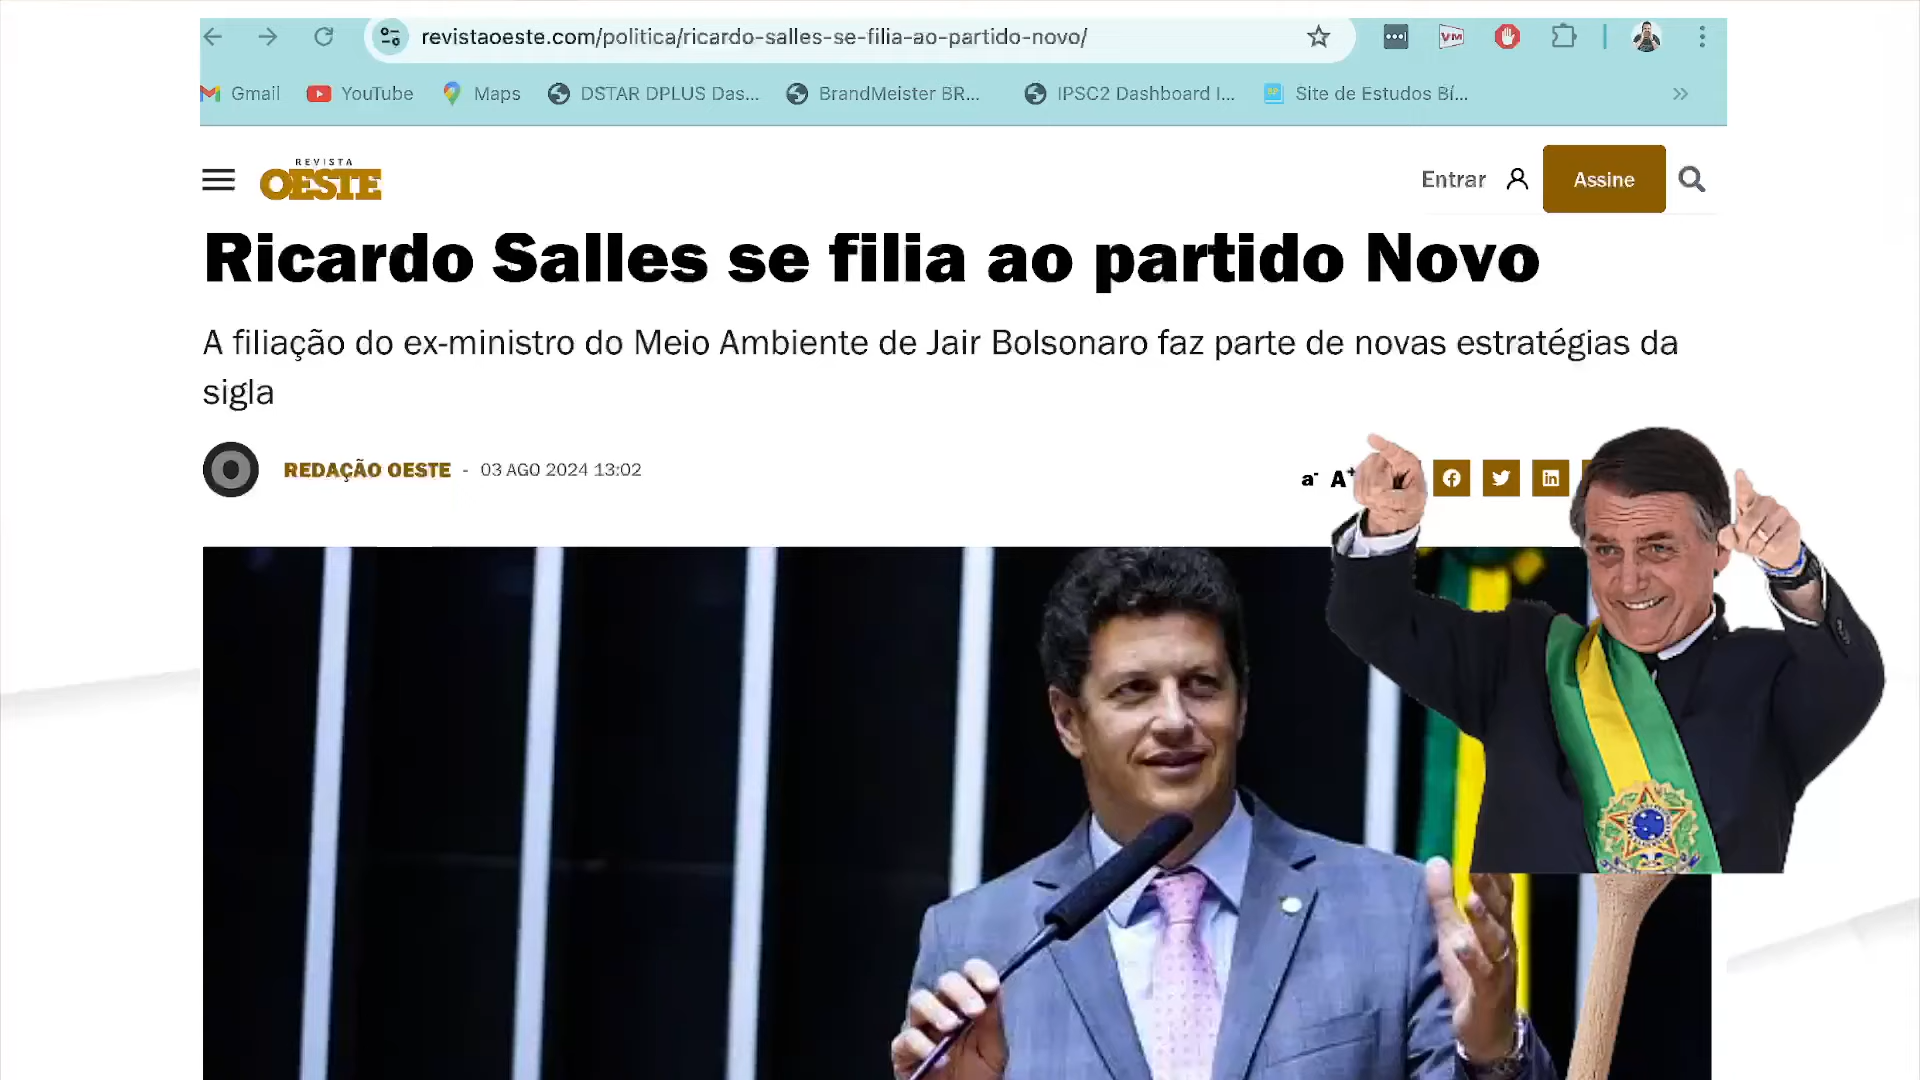 revistaoeste.com/politica/ricardo-salles-se-filia-ao-partido-novo/
VM
Gmail
YouTube
Maps
DSTAR DPLUS Das...
BrandMeister BR...
IPSC2 Dashboard I...
Site de Estudos Bí...
REVISTA
OESTE
Entrar
Assine
Ricardo Salles se filia ao partido Novo
A filiação do ex-ministro do Meio Ambiente de Jair Bolsonaro faz parte de novas estratégias da
sigla
REDAÇÃO OESTE - 03 AGO 2024 13:02
a- A+